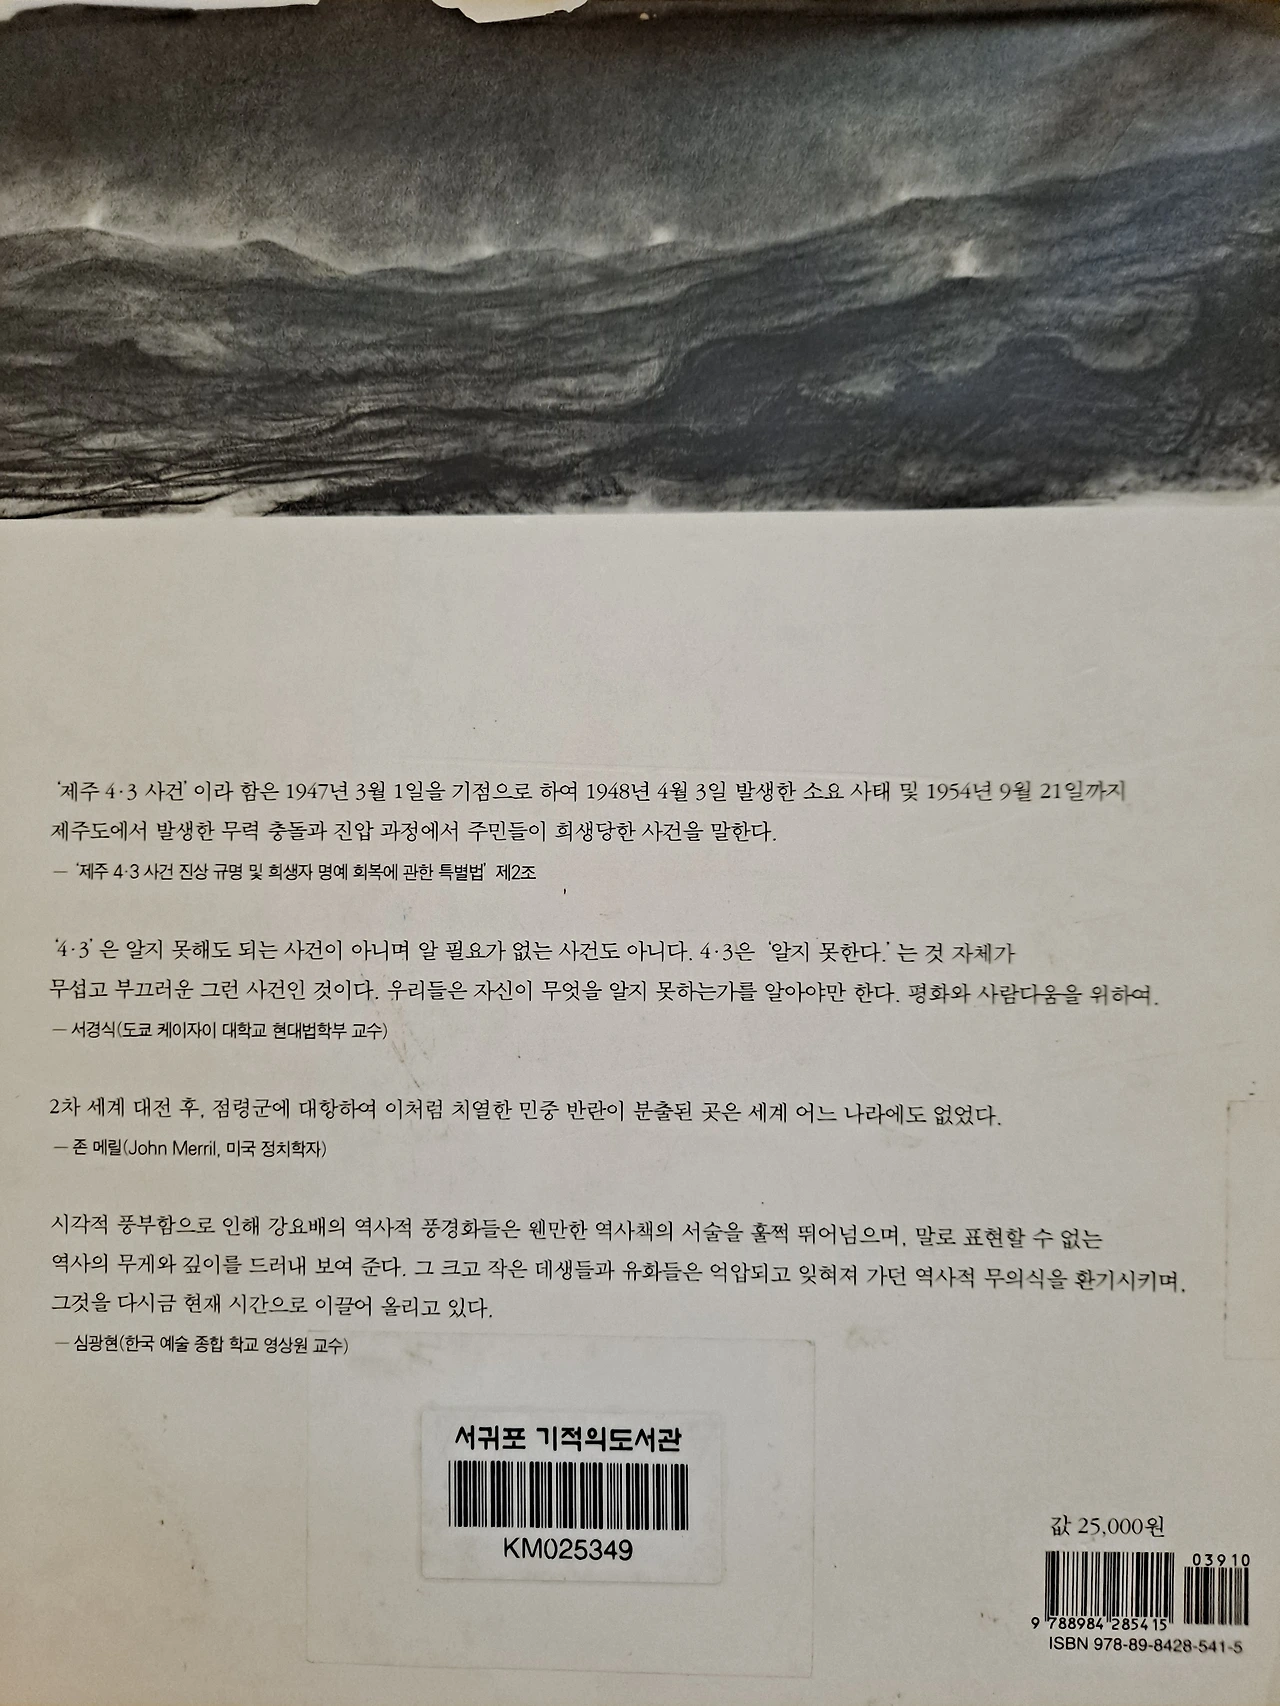 '제주 4·3 사건' 이라 함은 1947년 3월 1일을 기점으로 하여 1948년 4월 3일 발생한 소요 사태 및 1954년 9월 21일까지
제주도에서 발생한 무력 충돌과 진압 과정에서 주민들이 희생당한 사건을 말한다.
— '제주 4·3 사건 진상 규명 및 희생자 명예 회복에 관한 특별법' 제2조
'4·3' 은 알지 못해도 되는 사건이 아니며 알 필요가 없는 사건도 아니다. 4·3은 '알지 못한다.' 는 것 자체가
무섭고 부끄러운 그런 사건인 것이다. 우리들은 자신이 무엇을 알지 못하는가를 알아야만 한다. 평화와 사람다움을 위하여.
— 서경식(도쿄 케이자이 대학교 현대법학부 교수)
2차 세계 대전 후, 점령군에 대항하여 이처럼 치열한 민중 반란이 분출된 곳은 세계 어느 나라에도 없었다.
— 존 메릴(John Merril, 미국 정치학자)
시각적 풍부함으로 인해 강요배의 역사적 풍경화들은 웬만한 역사책의 서술을 훌쩍 뛰어넘으며, 말로 표현할 수 없는
역사의 무게와 깊이를 드러내 보여 준다. 그 크고 작은 데생들과 유화들은 억압되고 잊혀져 가던 역사적 무의식을 환기시키며,
그것을 다시금 현재 시간으로 이끌어 올리고 있다.
— 심광현(한국 예술 종합 학교 영상원 교수)
서귀포 기적의도서관
KM025349
값 25,000원
03910
9 788984 285415
ISBN 978-89-8428-541-5